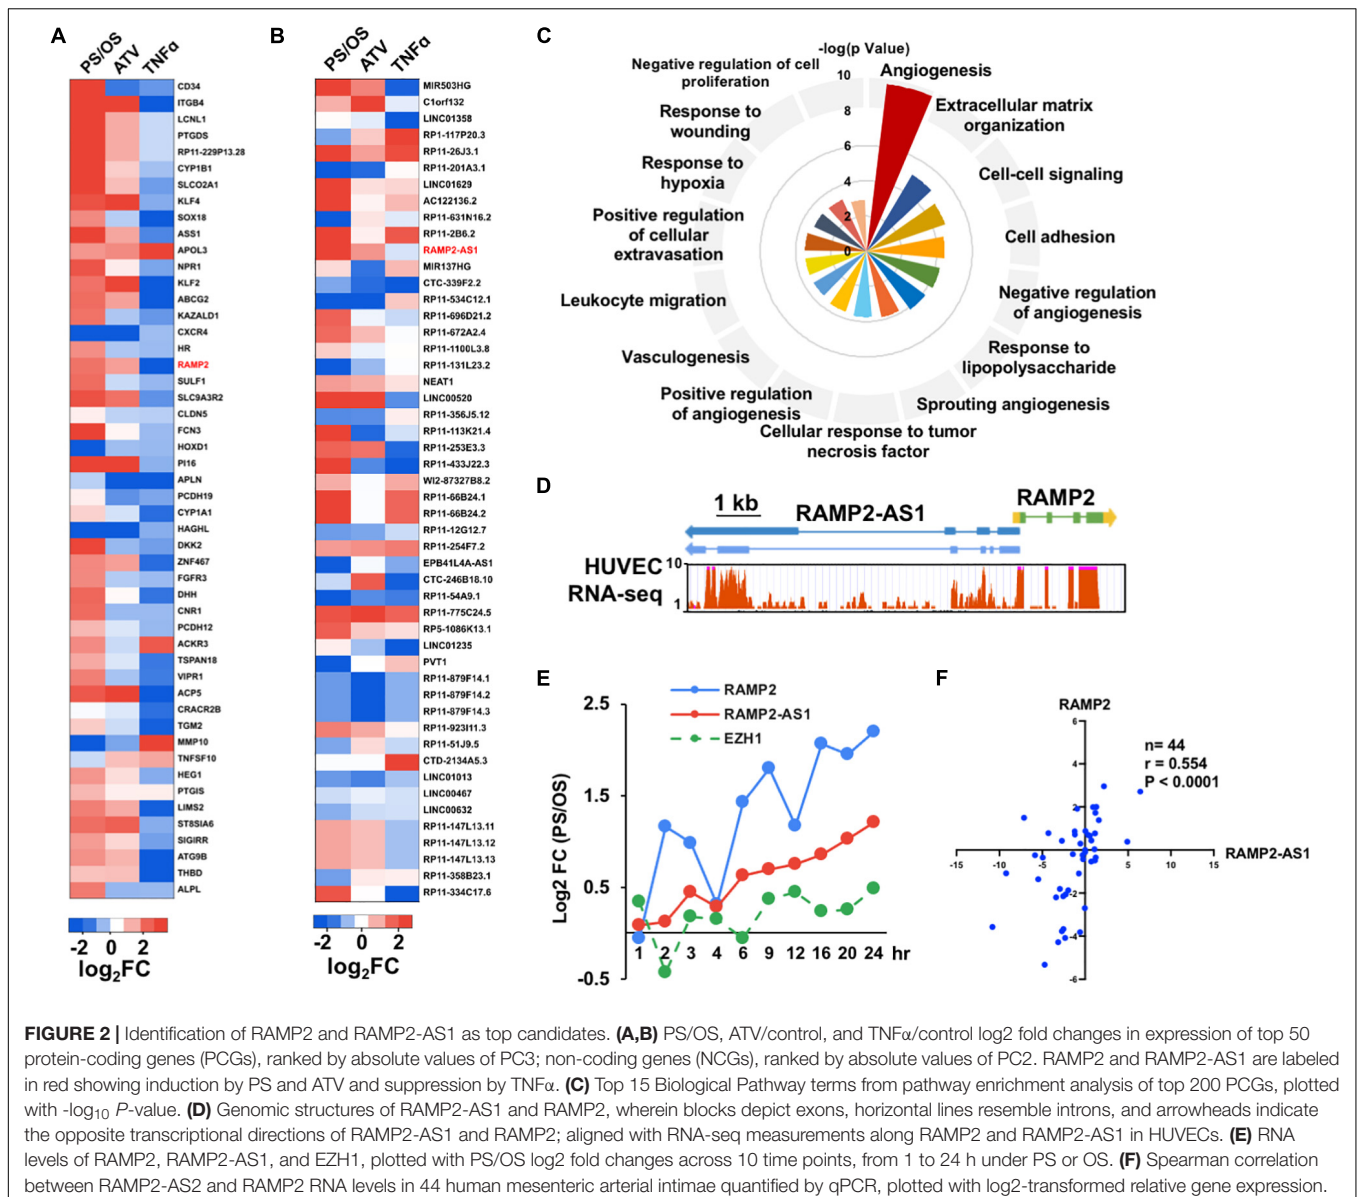 A
PS/OS
ATV
TNFα
CD34
ITGB4
LCNL1
PTGDS
RP11-229P13.28
CYP1B1
SLCO2A1
KLF4
SOX18
ASS1
APOL3
NPR1
KLF2
ABCG2
KAZALD1
CXCR4
HR
RAMP2
SULF1
SLC9A3R2
CLDN5
FCN3
HOXD1
PI16
APLN
PCDH19
CYP1A1
HAGHL
DKK2
ZNF467
FGFR3
DHH
CNR1
PCDH12
ACKR3
TSPAN18
VIPR1
ACP5
CRACR2B
TGM2
MMP10
TNFSF10
HEG1
PTGIS
LIMS2
ST8SIA6
SIGIRR
ATG9B
THBD
ALPL
-2 0 2
log2FC
B
PS/OS
ATV
TNFα
MIR503HG
C1orf132
LINC01358
RP1-117P20.3
RP11-26J3.1
RP11-201A3.1
LINC01629
AC122136.2
RP11-631N16.2
RP11-2B6.2
RAMP2-AS1
MIR137HG
CTC-339F2.2
RP11-534C12.1
RP11-696D21.2
RP11-672A2.4
RP11-1100L3.8
RP11-131L23.2
NEAT1
LINC00520
RP11-356J5.12
RP11-113K21.4
RP11-253E3.3
RP11-433J22.3
WI2-87327B8.2
RP11-66B24.1
RP11-66B24.2
RP11-12G12.7
RP11-254F7.2
EPB41L4A-AS1
CTC-246B18.10
RP11-54A9.1
RP11-775C24.5
RP5-1086K13.1
LINC01235
PVT1
RP11-879F14.1
RP11-879F14.2
RP11-879F14.3
RP11-923I11.3
RP11-51J9.5
CTD-2134A5.3
LINC01013
LINC00467
LINC00632
RP11-147L13.11
RP11-147L13.12
RP11-147L13.13
RP11-358B23.1
RP11-334C17.6
-2 0 2
log2FC
C
-log(p Value)
10
8
6
4
2
0
Angiogenesis
Extracellular matrix
organization
Cell-cell signaling
Cell adhesion
Negative regulation
of angiogenesis
Response to
lipopolysaccharide
Sprouting angiogenesis
Cellular response to tumor
necrosis factor
Positive regulation
of angiogenesis
Vasculogenesis
Leukocyte migration
Positive regulation
of cellular
extravasation
Response to
hypoxia
Response to
wounding
Negative regulation of cell
proliferation
D
1 kb
RAMP2-AS1
RAMP2
HUVEC
RNA-seq
10
1
E
RAMP2
RAMP2-AS1
EZH1
Log2 FC (PS/OS)
2.5
1.5
0.5
-0.5
1 2 3 4 6 9 12 16 20 24 hr
F
RAMP2
n= 44
r = 0.554
P < 0.0001
6
4
2
-2
-4
-6
-15 -10 -5 5 10 15
RAMP2-AS1
FIGURE 2 | Identification of RAMP2 and RAMP2-AS1 as top candidates. (A,B) PS/OS, ATV/control, and TNFα/control log2 fold changes in expression of top 50
protein-coding genes (PCGs), ranked by absolute values of PC3; non-coding genes (NCGs), ranked by absolute values of PC2. RAMP2 and RAMP2-AS1 are labeled
in red showing induction by PS and ATV and suppression by TNFα. (C) Top 15 Biological Pathway terms from pathway enrichment analysis of top 200 PCGs, plotted
with -log10 P-value. (D) Genomic structures of RAMP2-AS1 and RAMP2, wherein blocks depict exons, horizontal lines resemble introns, and arrowheads indicate
the opposite transcriptional directions of RAMP2-AS1 and RAMP2; aligned with RNA-seq measurements along RAMP2 and RAMP2-AS1 in HUVECs. (E) RNA
levels of RAMP2, RAMP2-AS1, and EZH1, plotted with PS/OS log2 fold changes across 10 time points, from 1 to 24 h under PS or OS. (F) Spearman correlation
between RAMP2-AS2 and RAMP2 RNA levels in 44 human mesenteric arterial intimae quantified by qPCR, plotted with log2-transformed relative gene expression.